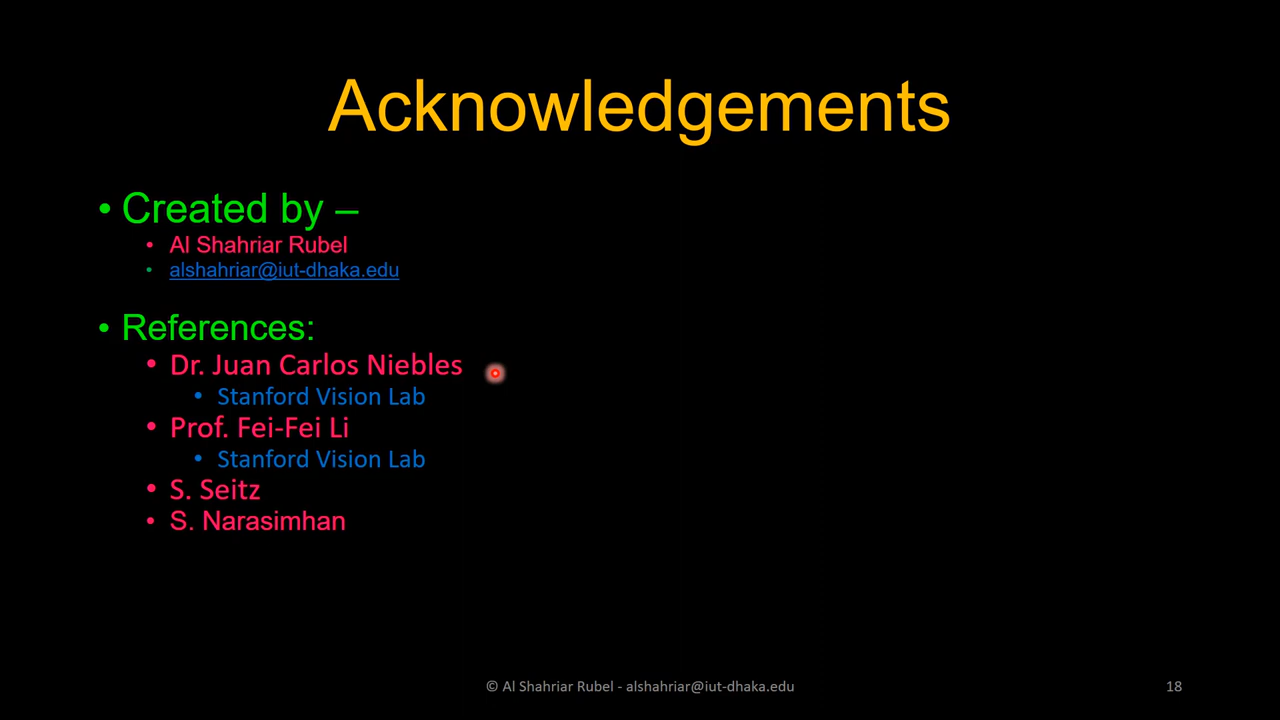 Acknowledgements
• Created by –
• Al Shahriar Rubel
• alshahriar@iut-dhaka.edu
• References:
• Dr. Juan Carlos Niebles
• Stanford Vision Lab
• Prof. Fei-Fei Li
• Stanford Vision Lab
• S. Seitz
• S. Narasimhan
© Al Shahriar Rubel - alshahriar@iut-dhaka.edu
18